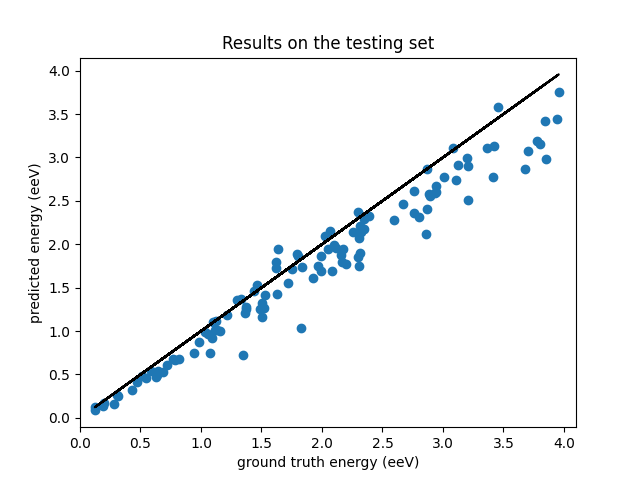 Results on the testing set
4.0
3.5
3.0
2.5
2.0
1.5
1.0
0.5
0.0
predicted energy (eeV)
0.0 0.5 1.0 1.5 2.0 2.5 3.0 3.5 4.0
ground truth energy (eeV)